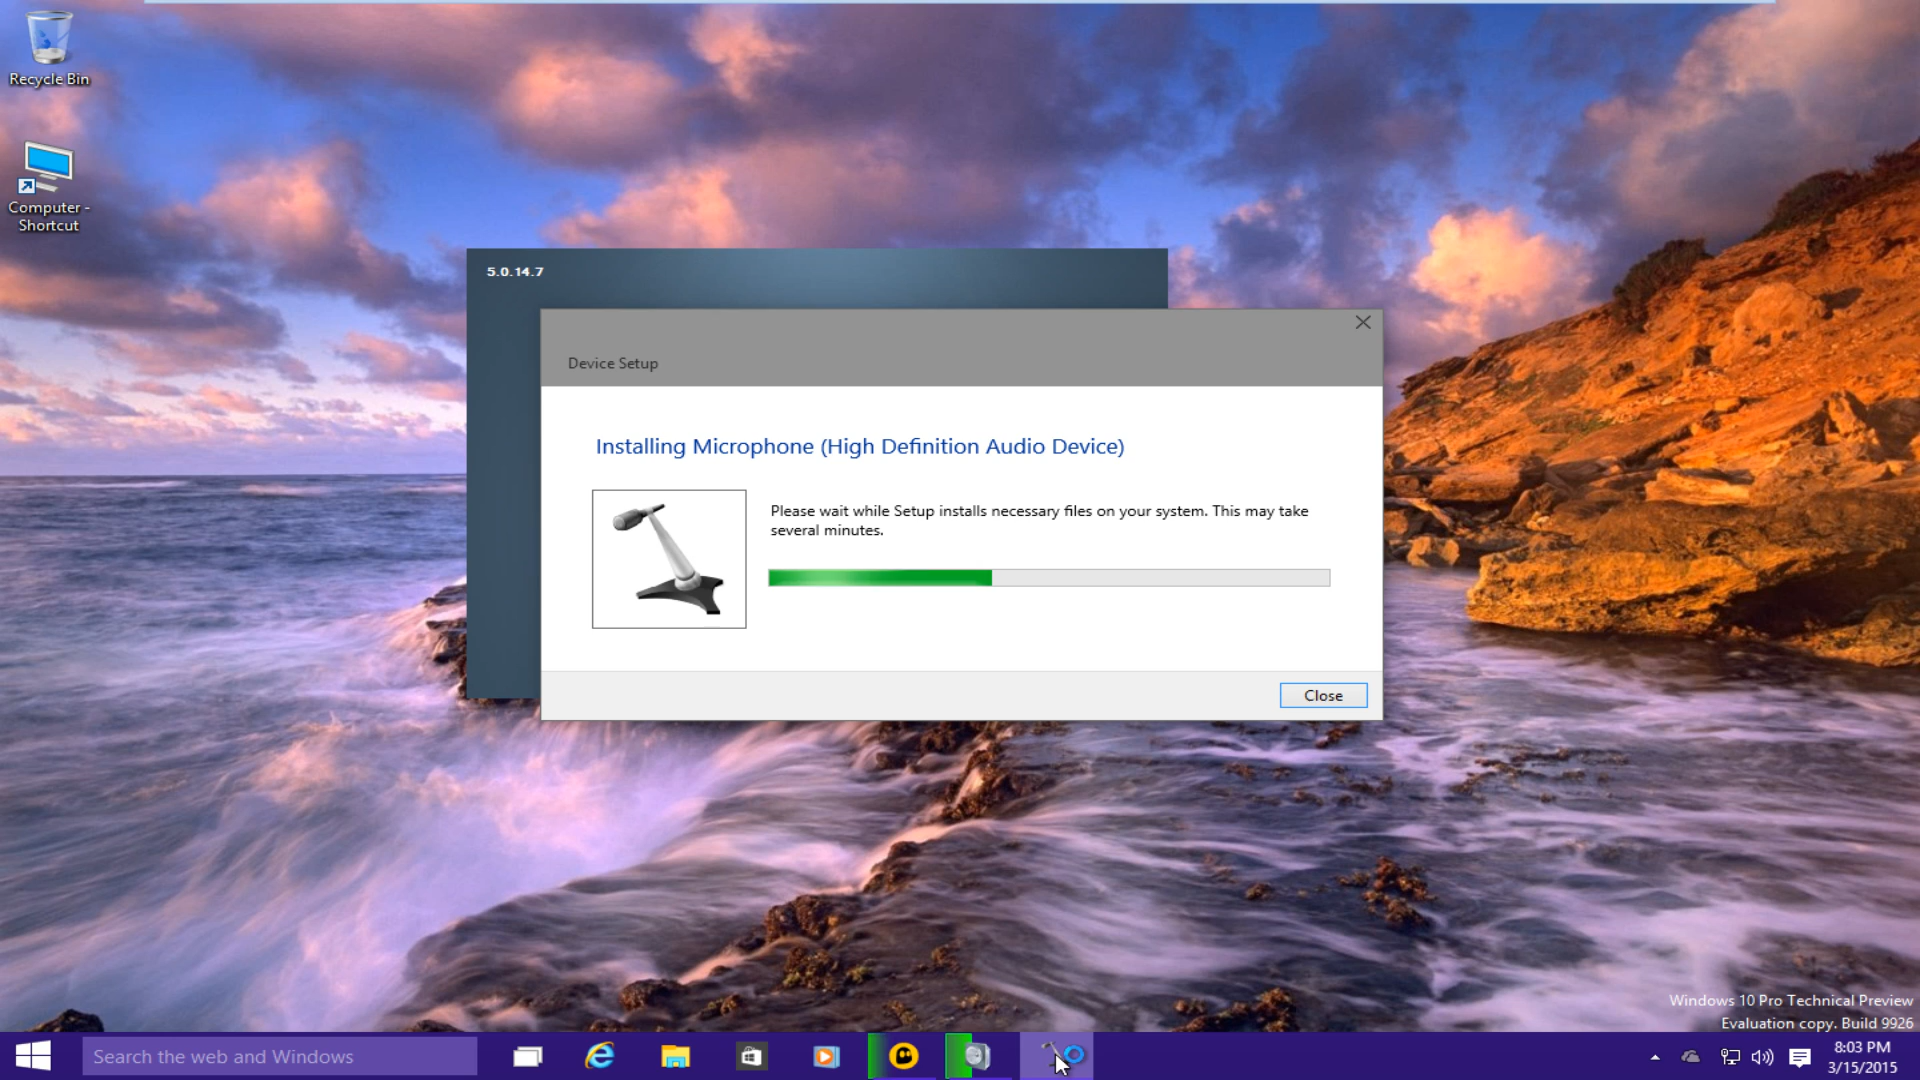 Recycle Bin
Computer -
Shortcut
5.0.14.7
Device Setup
Installing Microphone (High Definition Audio Device)
Please wait while Setup installs necessary files on your system. This may take
several minutes.
Close
Windows 10 Pro Technical Preview
Evaluation copy. Build 9926
Search the web and Windows
8:03 PM
3/15/2015